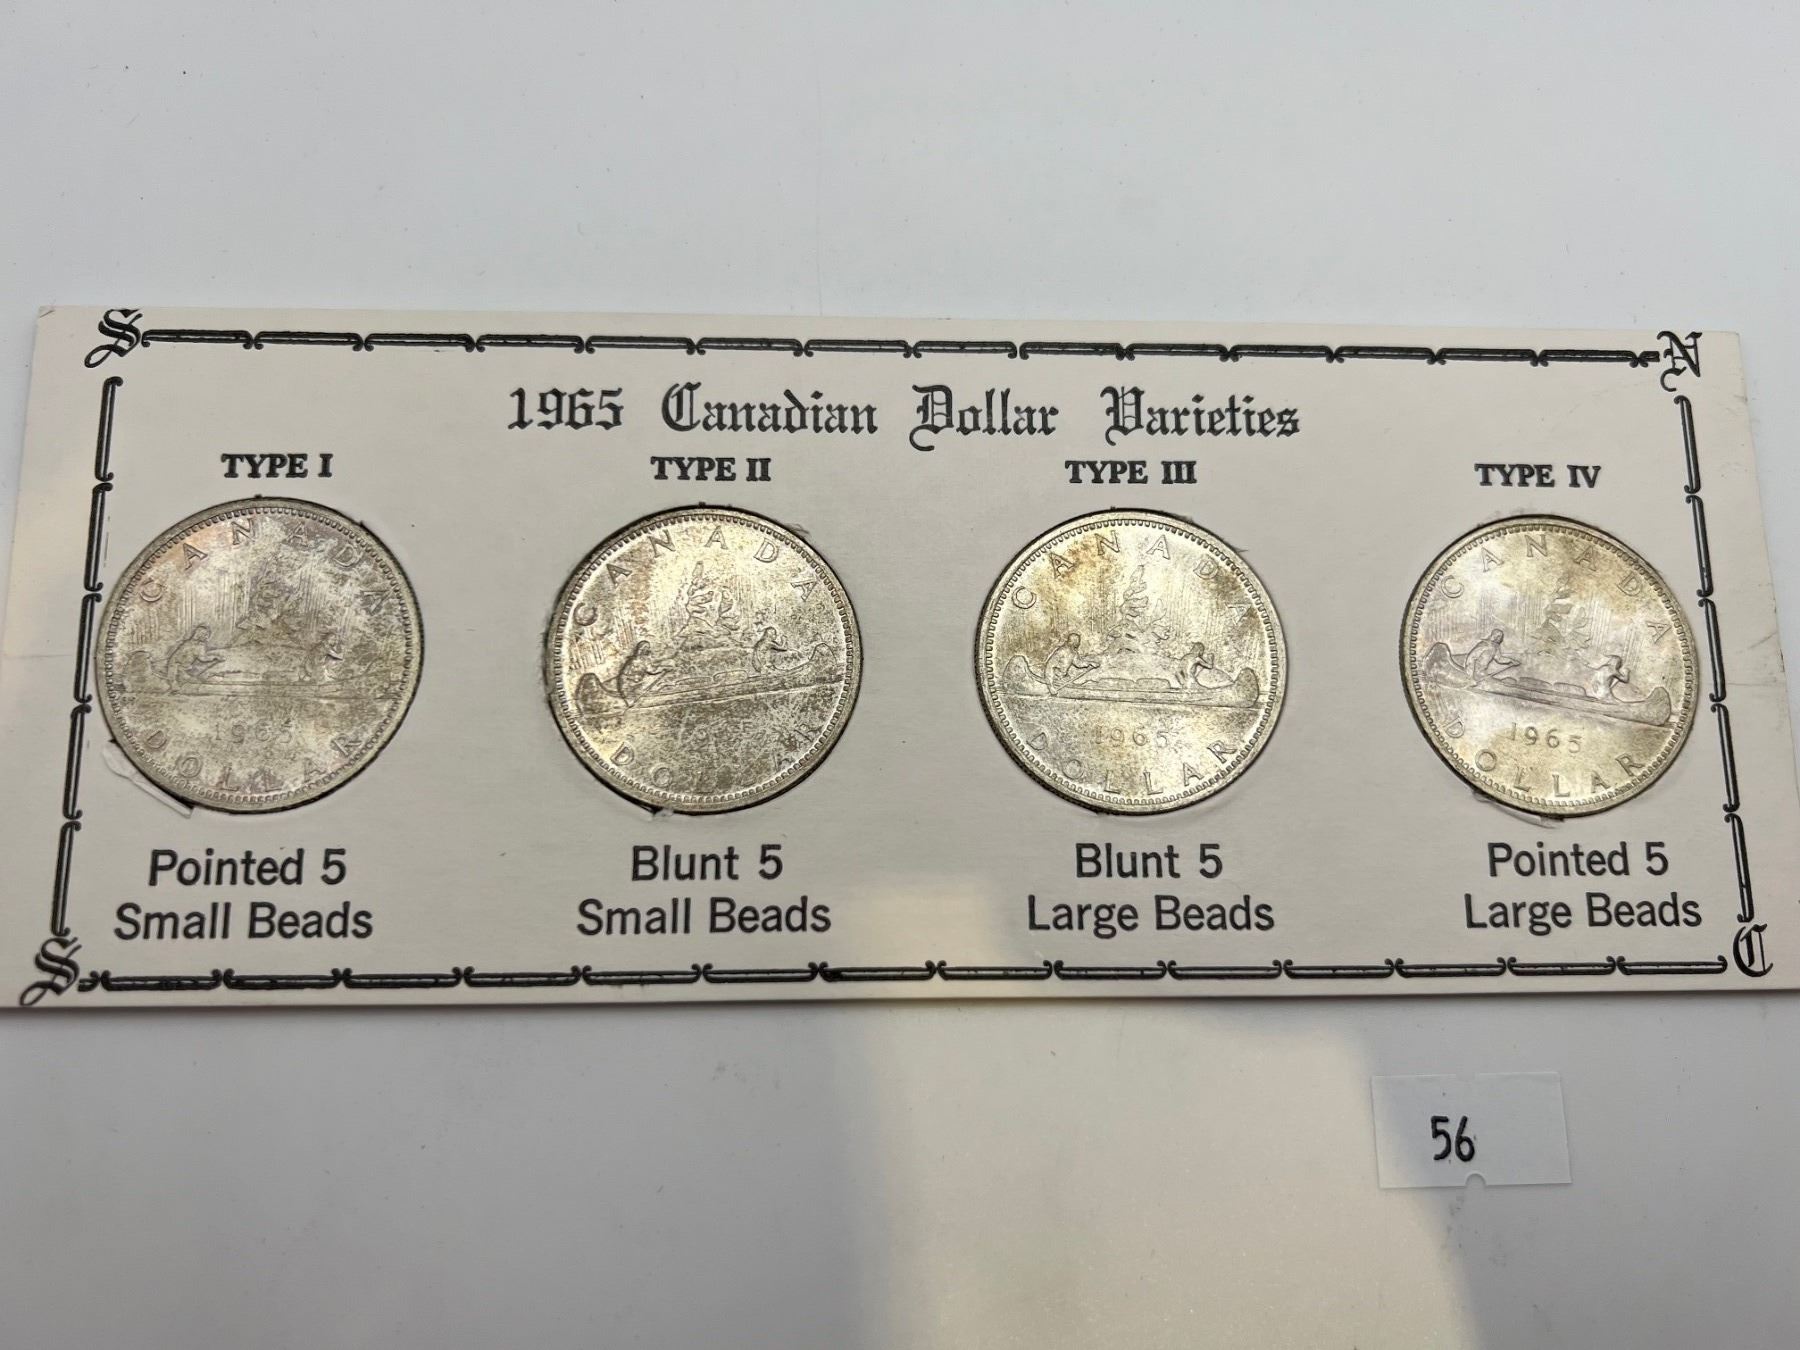 S N
1965 Canadian Dollar Varieties
TYPE I TYPE II TYPE III TYPE IV
CANADA CANADA CANADA CANADA
1965 1965 1965
DOLLAR DOLLAR DOLLAR DOLLAR
Pointed 5 Blunt 5 Blunt 5 Pointed 5
Small Beads Small Beads Large Beads Large Beads
S C
56